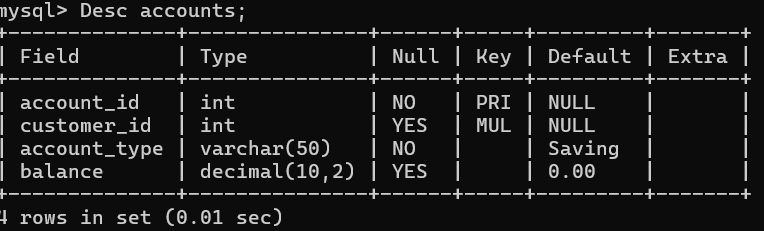 mysql> Desc accounts;
+--------------+---------------+------+-----+---------+-------+
| Field        | Type          | Null | Key | Default | Extra |
+--------------+---------------+------+-----+---------+-------+
| account_id   | int           | NO   | PRI | NULL    |       |
| customer_id  | int           | YES  | MUL | NULL    |       |
| account_type | varchar(50)   | NO   |     | Saving  |       |
| balance      | decimal(10,2) | YES  |     | 0.00    |       |
+--------------+---------------+------+-----+---------+-------+
4 rows in set (0.01 sec)